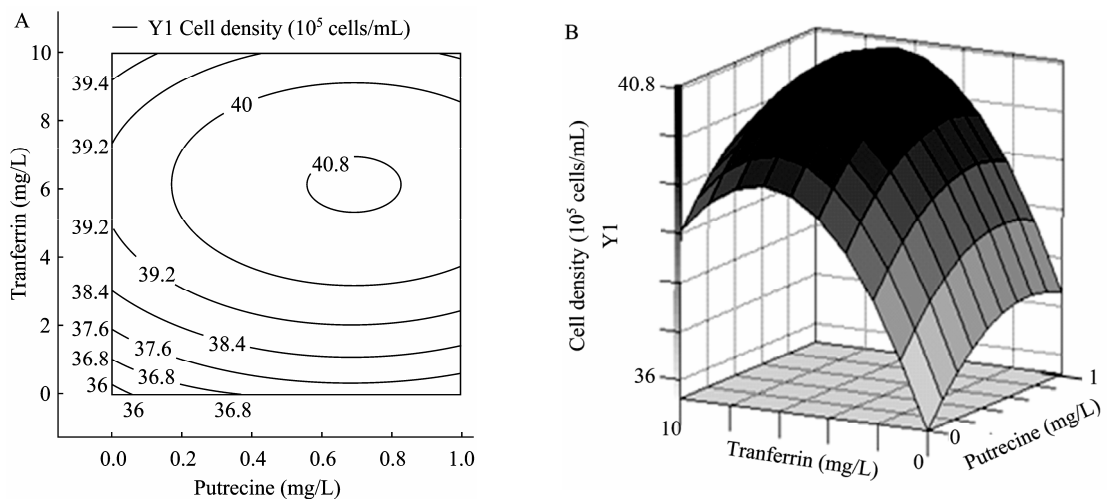 A
— Y1 Cell density (10⁵ cells/mL)
10
39.4
8
40
39.2
40.8
6
Tranferrin (mg/L)
39.2
4
39.2
38.4
2
37.6
38.4
37.6
36.8
36.8
36
0
36
36.8
0.0 0.2 0.4 0.6 0.8 1.0
Putrecine (mg/L)
B
40.8
Cell density (10⁵ cells/mL)
Y1
36
1
10
0
0
Tranferrin (mg/L)
Putrecine (mg/L)